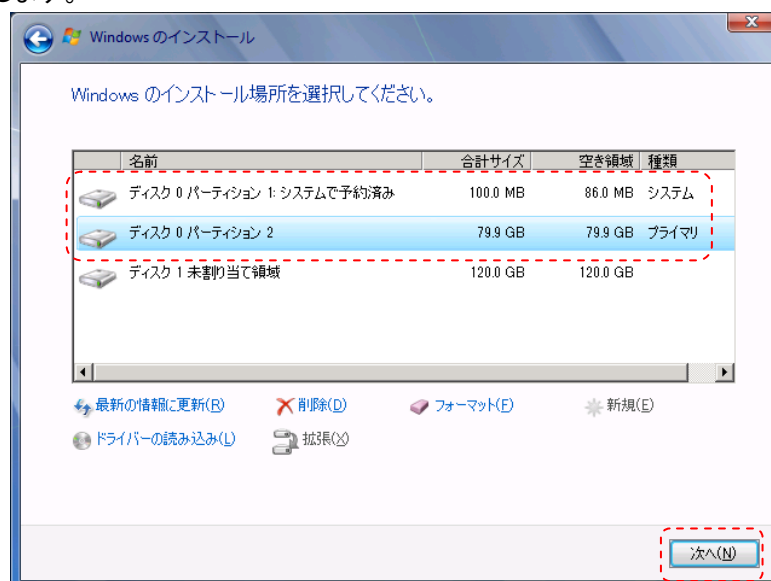 します。
Windows のインストール
Windows のインストール場所を選択してください。
名前 合計サイズ 空き領域 種類
ディスク 0 パーティション 1: システムで予約済み 100.0 MB 86.0 MB システム
ディスク 0 パーティション 2 79.9 GB 79.9 GB プライマリ
ディスク 1 未割り当て領域 120.0 GB 120.0 GB
最新の情報に更新(R) 削除(D) フォーマット(F) 新規(E)
ドライバーの読み込み(L) 拡張(X)
次へ(N)